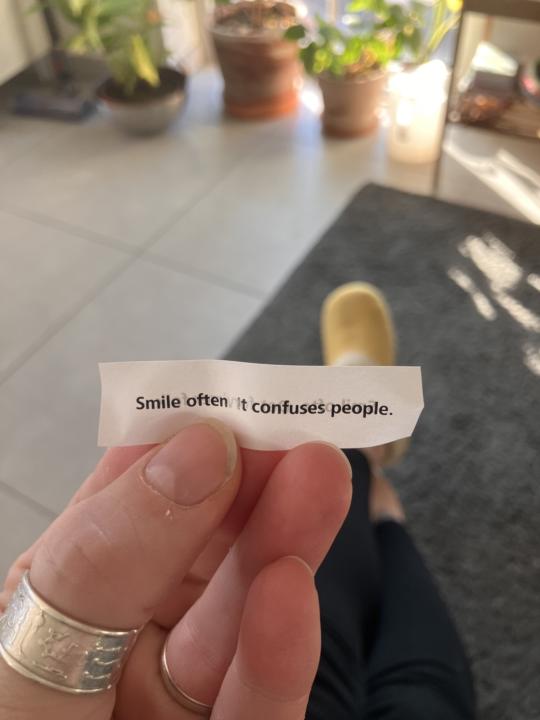 Smile often. It confuses people.